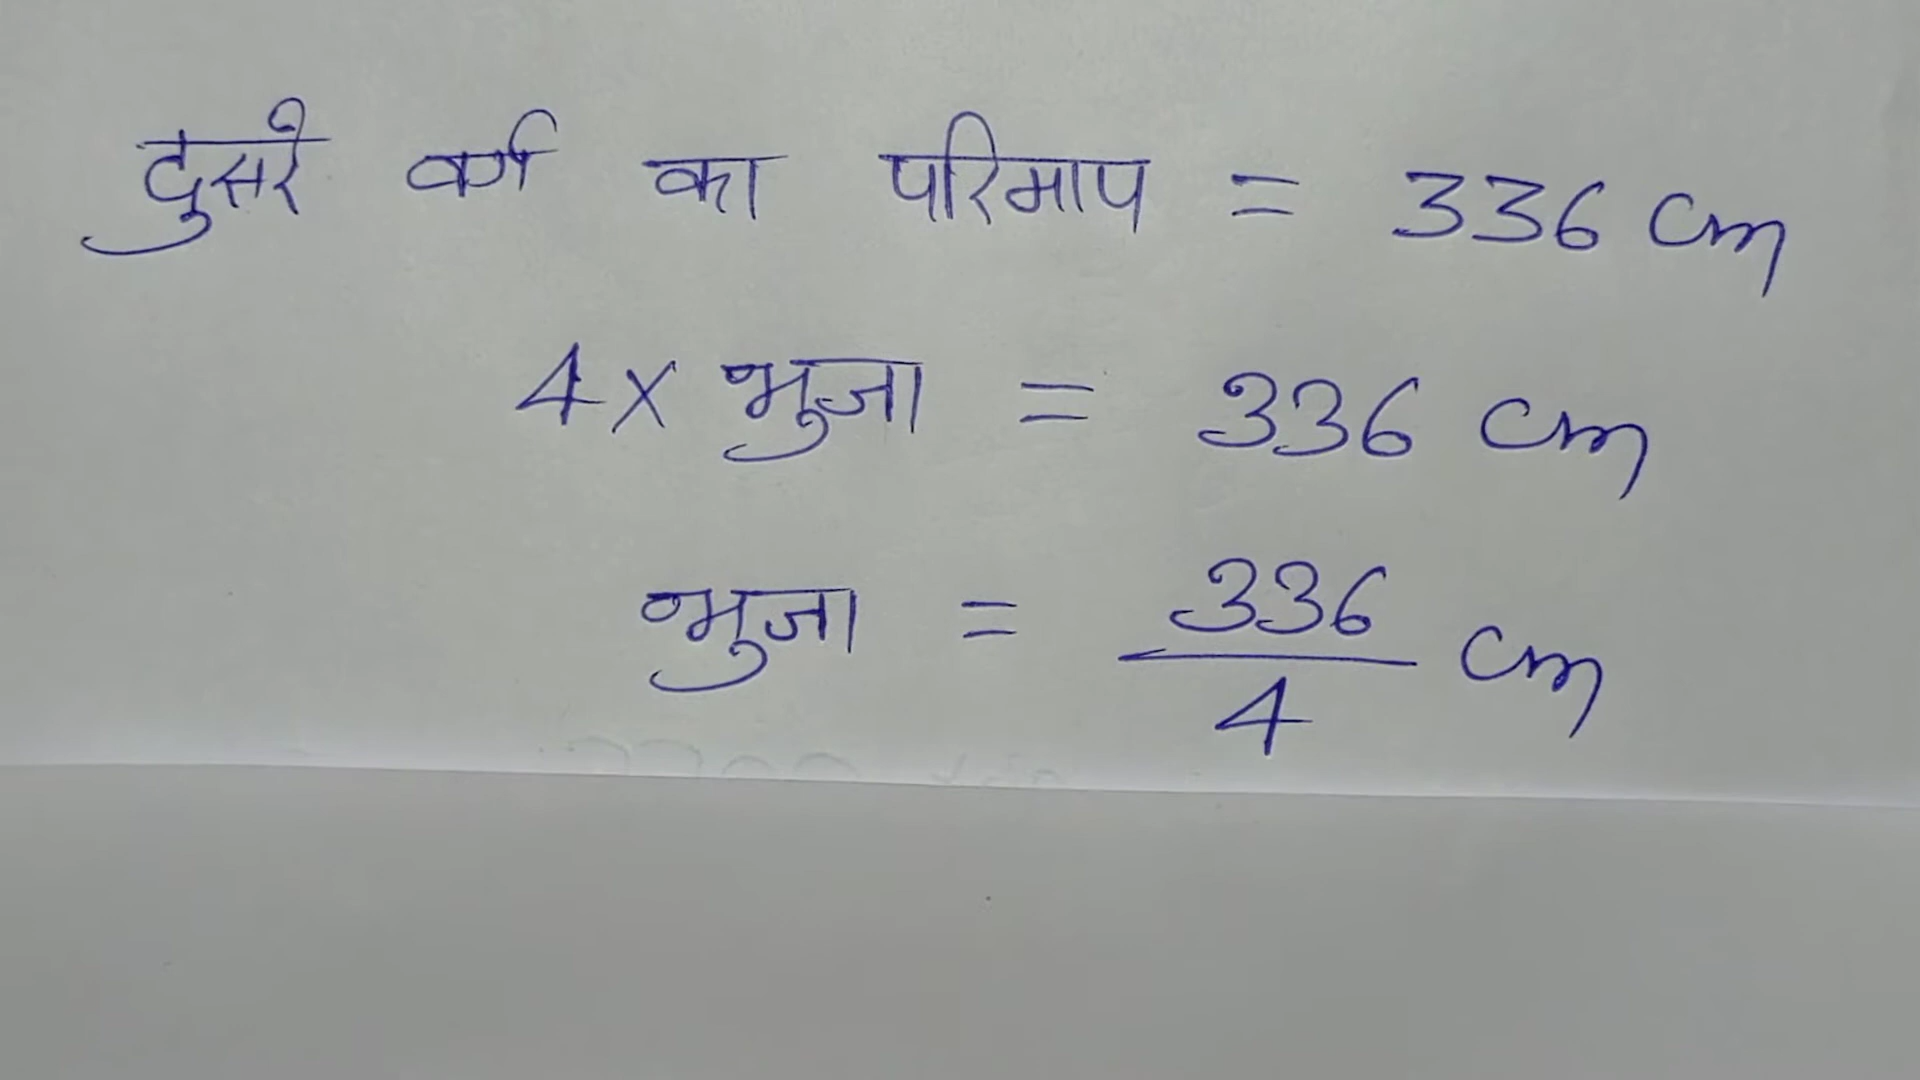 दुसरे वर्ग का परिमाप = 336 cm
4 × भुजा = 336 cm
भुजा = 336/4 cm